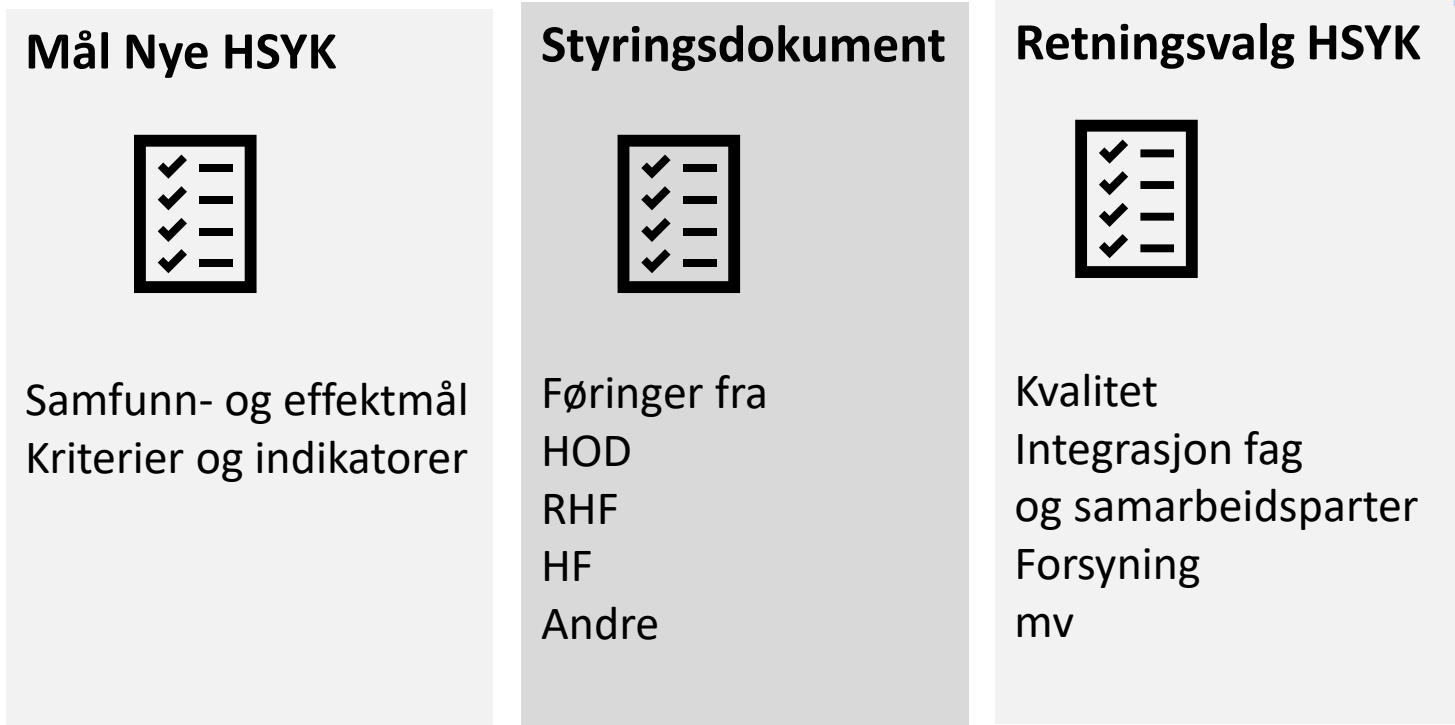 Mål Nye HSYK
Samfunn- og effektmål
Kriterier og indikatorer
Styringsdokument
Føringer fra
HOD
RHF
HF
Andre
Retningsvalg HSYK
Kvalitet
Integrasjon fag
og samarbeidsparter
Forsyning
mv